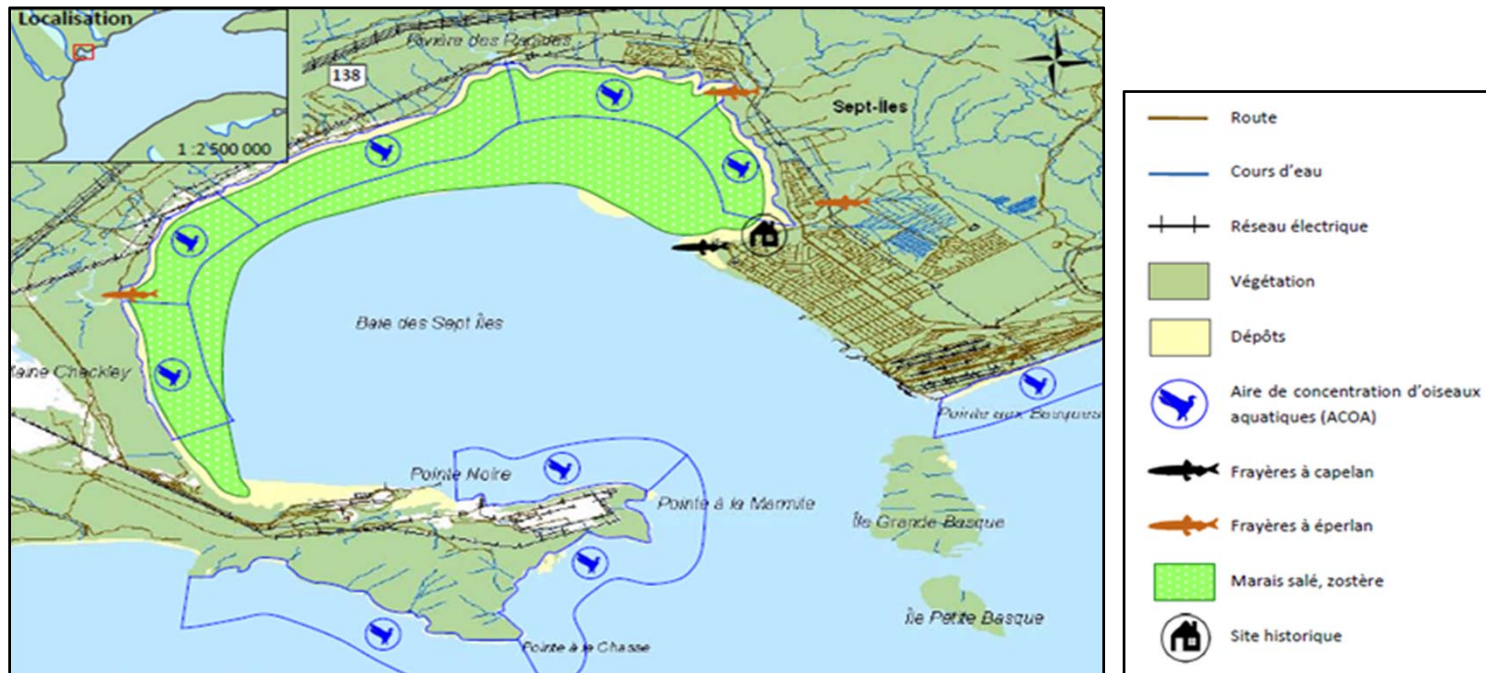 Localisation
1 :2 500 000
138
Rivière des Rapides
Sept-Îles
Baie des Sept Îles
Checkley
Pointe aux Basques
Pointe Noire
Pointe à la Marmite
Île Grande Basque
Île Petite Basque
Pointe à la Chasse
Route
Cours d'eau
Réseau électrique
Végétation
Dépôts
Aire de concentration d'oiseaux
aquatiques (ACOA)
Frayères à capelan
Frayères à éperlan
Marais salé, zostère
Site historique